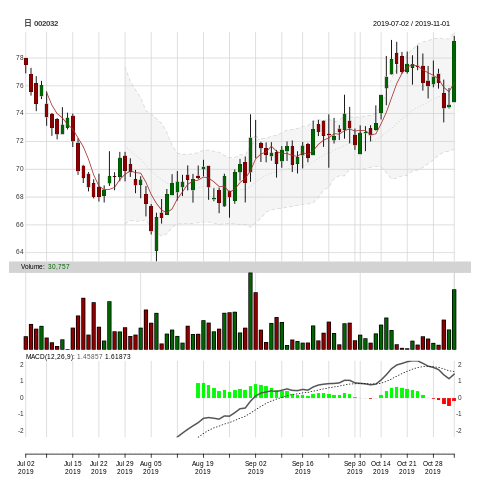 日 002032
2019-07-02 / 2019-11-01
78
76
74
72
70
68
66
64
Volume: 30,757
MACD(12,26,9): 1.45857 1.61873
2 2
1 1
0 0
-1 -1
-2 -2
Jul 02 Jul 15 Jul 22 Jul 29 Aug 05 Aug 19 Sep 02 Sep 16 Sep 30 Oct 14 Oct 21 Oct 28
2019 2019 2019 2019 2019 2019 2019 2019 2019 2019 2019 2019